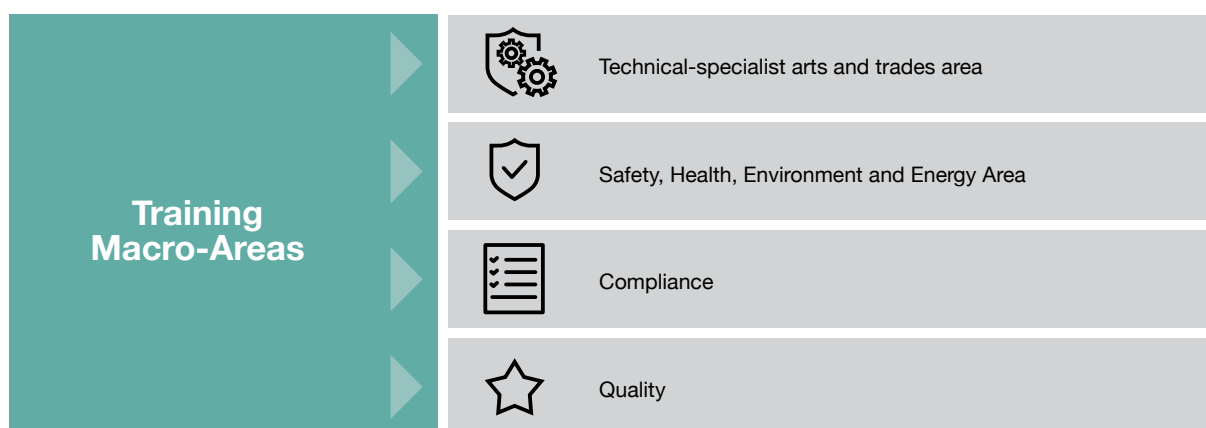 Training
Macro-Areas
Technical-specialist arts and trades area
Safety, Health, Environment and Energy Area
Compliance
Quality